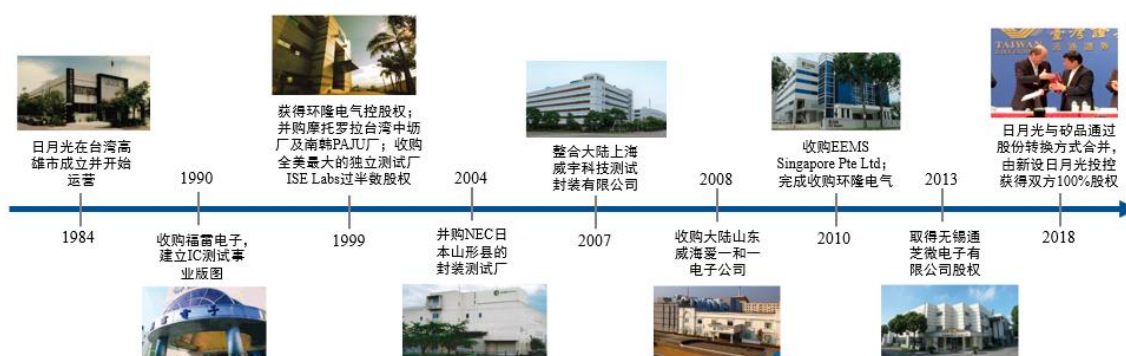 TAIWAN
日月光在台湾高
雄市成立并开始
运营
1984
1990
收购福雷电子，
建立IC测试事
业版图
获得环隆电气控股权；
并购摩托罗拉台湾中坜
厂及南韩PAJU厂；收购
全美最大的独立测试厂
ISE Labs过半数股权
1999
2004
并购NEC日
本山形县的
封装测试厂
整合大陆上海
威宇科技测试
封装有限公司
2007
2008
收购大陆山东
威海爱一和一
电子公司
收购EEMS
Singapore Pte Ltd；
完成收购环隆电气
2010
2013
取得无锡通
芝微电子有
限公司股权
日月光与矽品通过
股份转换方式合并，
由新设日月光投控
获得双方100%股权
2018